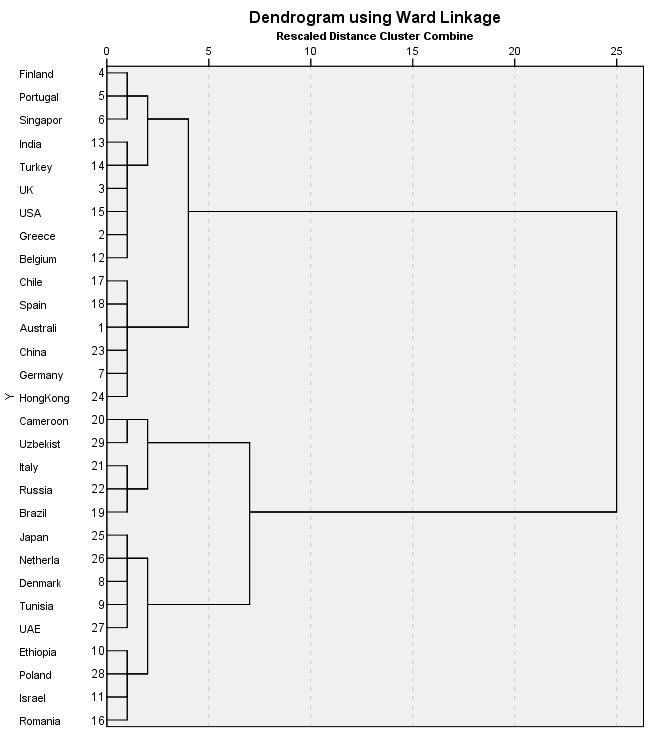 Dendrogram using Ward Linkage
Rescaled Distance Cluster Combine
0 5 10 15 20 25
Finland 4
Portugal 5
Singapor 6
India 13
Turkey 14
UK 3
USA 15
Greece 2
Belgium 12
Chile 17
Spain 18
Australi 1
China 23
Germany 7
Y
HongKong 24
Cameroon 20
Uzbekist 29
Italy 21
Russia 22
Brazil 19
Japan 25
Netherla 26
Denmark 8
Tunisia 9
UAE 27
Ethiopia 10
Poland 28
Israel 11
Romania 16